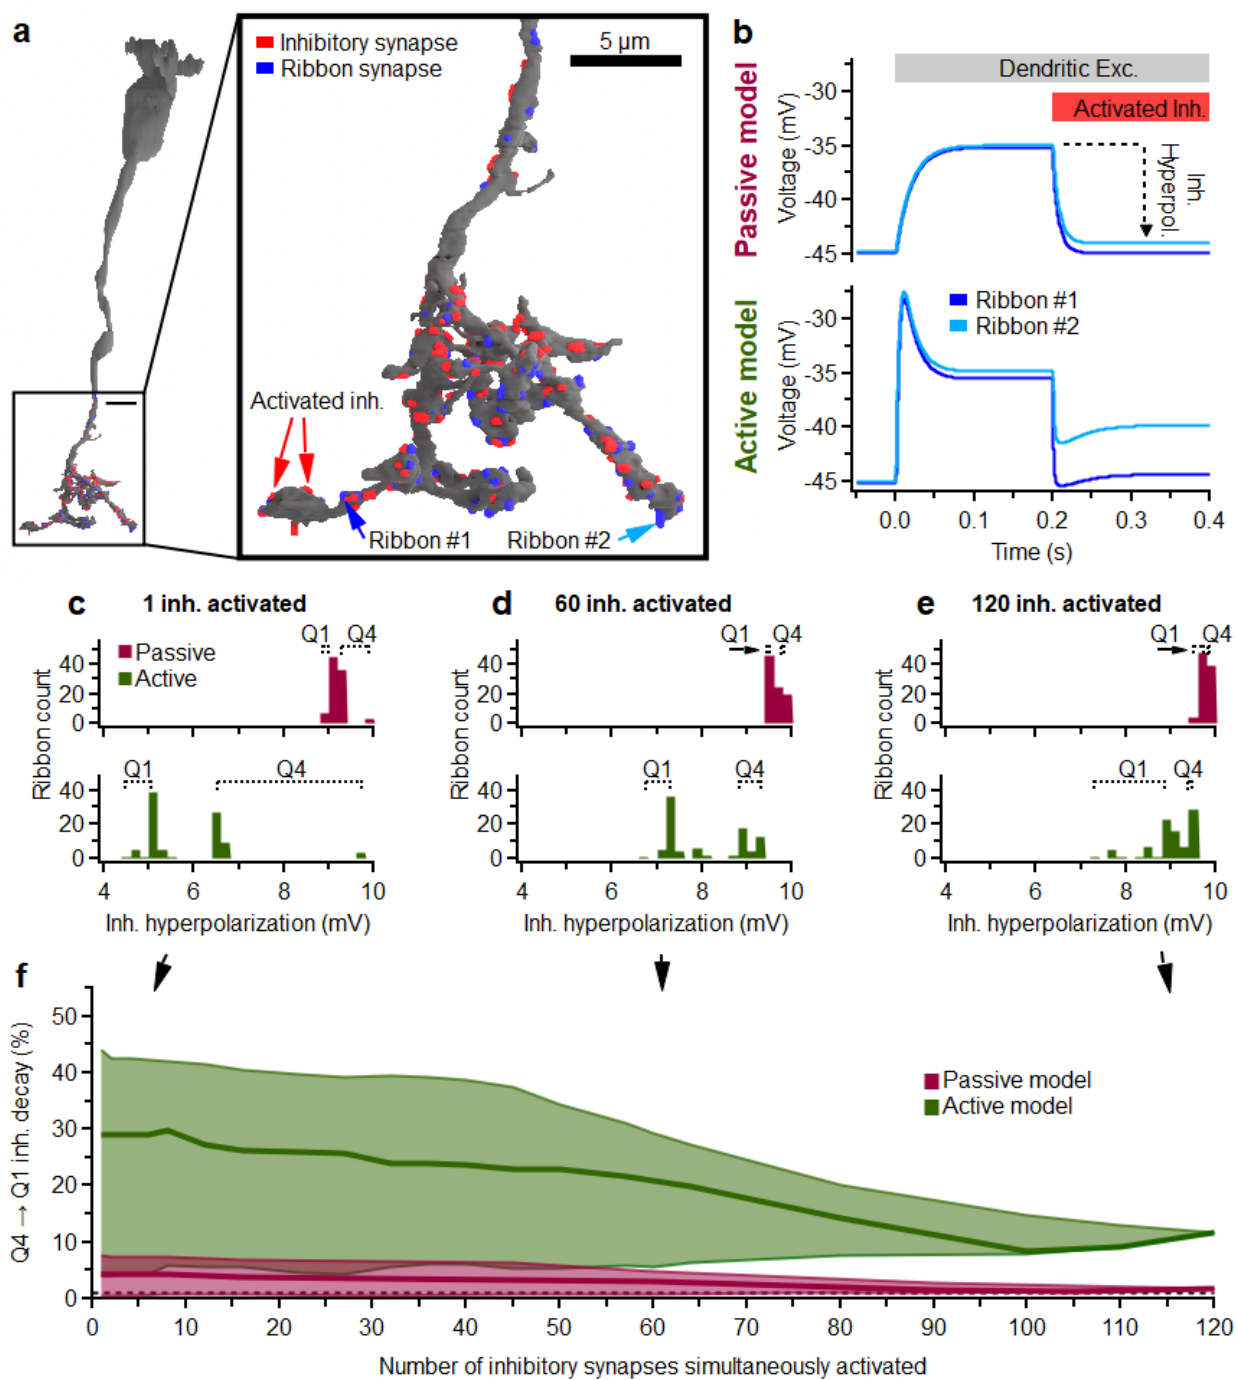 a
Inhibitory synapse
Ribbon synapse
5 µm
Activated inh.
Ribbon #1
Ribbon #2
b
Passive model
Active model
Dendritic Exc.
Activated Inh.
Voltage (mV)
-30
-35
-40
-45
Inh.
Hyperpol.
Voltage (mV)
-30
-35
-40
-45
Ribbon #1
Ribbon #2
0.0 0.1 0.2 0.3 0.4
Time (s)
c 1 inh. activated
Passive
Active
Q1 Q4
Ribbon count
40
20
0
Q1 Q4
40
20
0
4 6 8 10
Inh. hyperpolarization (mV)
d 60 inh. activated
Q1 Q4
40
20
0
Q1 Q4
40
20
0
4 6 8 10
Inh. hyperpolarization (mV)
e 120 inh. activated
Q1 Q4
40
20
0
Q1 Q4
40
20
0
4 6 8 10
Inh. hyperpolarization (mV)
f
Q4 → Q1 inh. decay (%)
50
40
30
20
10
0
Passive model
Active model
0 10 20 30 40 50 60 70 80 90 100 110 120
Number of inhibitory synapses simultaneously activated